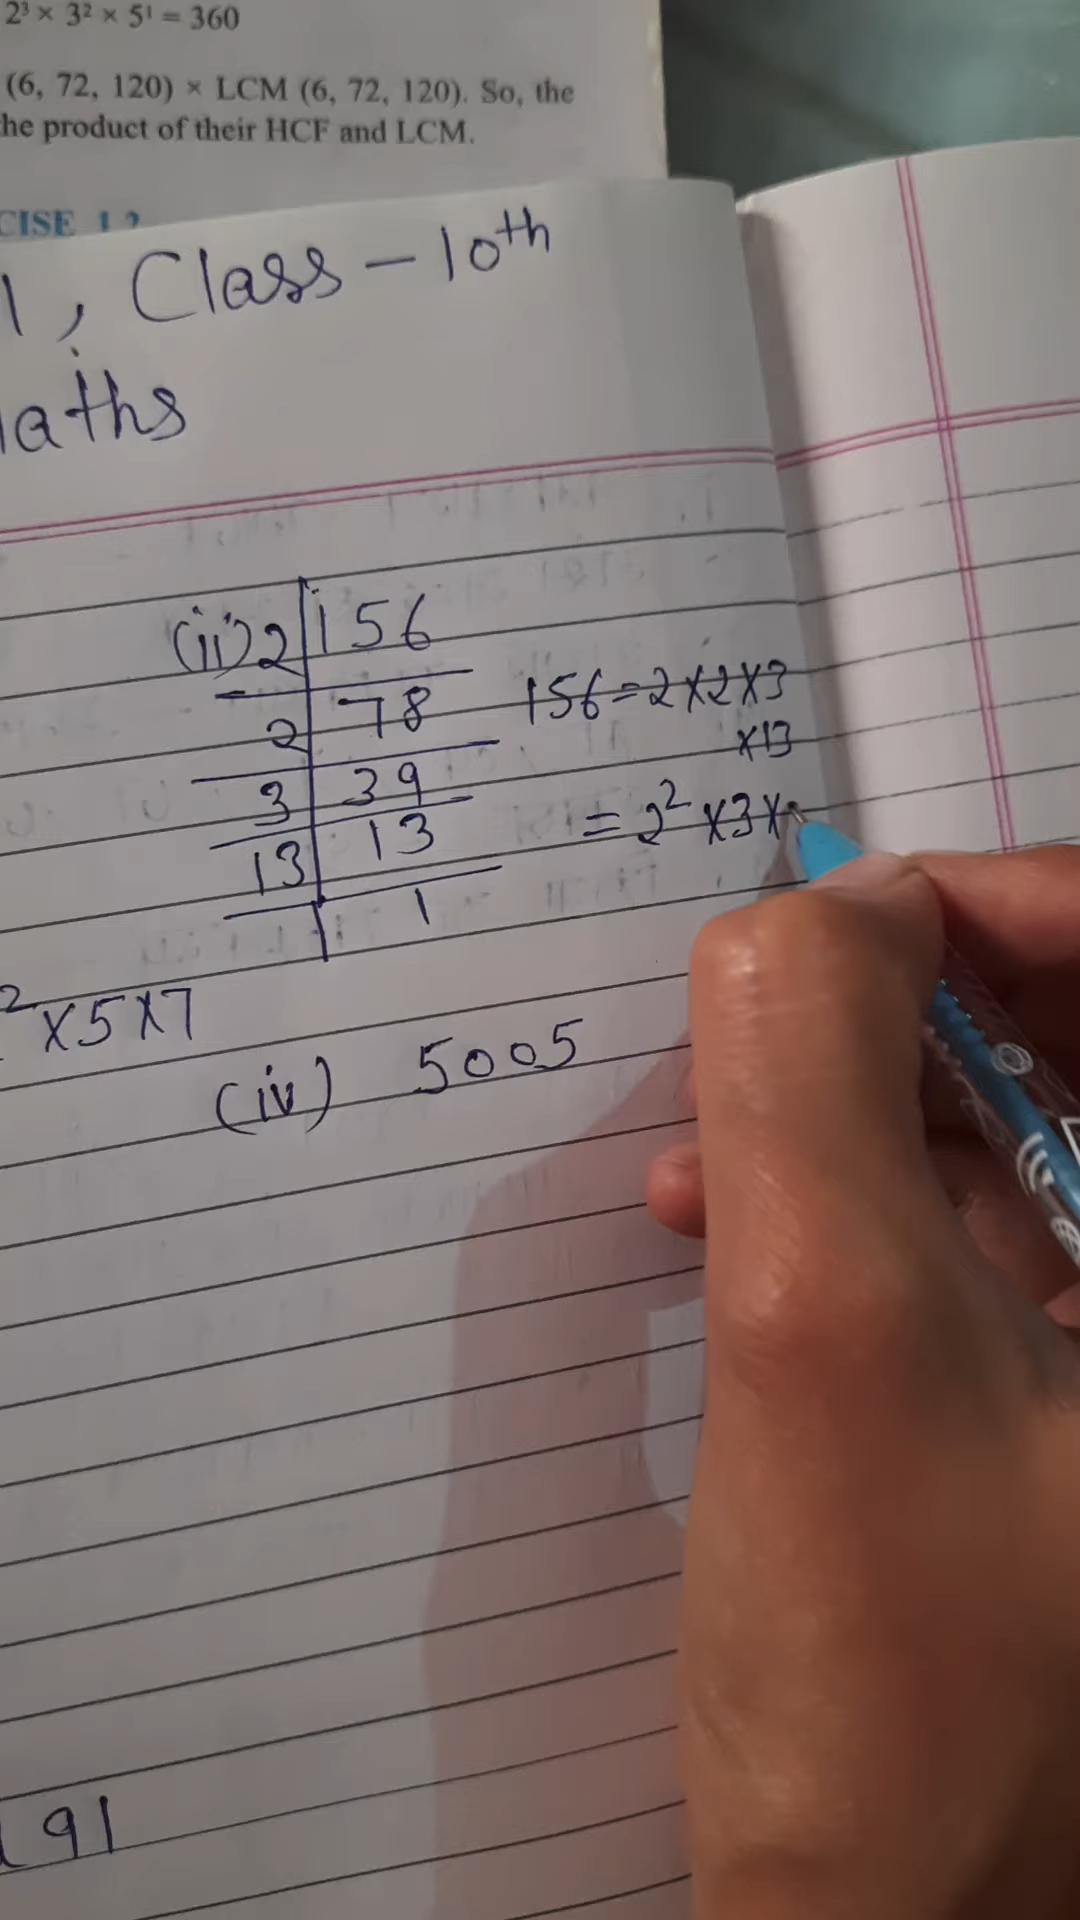 2³ × 3² × 5¹ = 360
(6, 72, 120) × LCM (6, 72, 120). So, the
he product of their HCF and LCM.
CISE 1.2
1, Class - 10th
aths
(ii) 2 | 156
2 | 78
3 | 39
13 | 13
1
156 = 2×2×3
×13
= 2² ×3×
² ×5×7
(iv) 5005
91